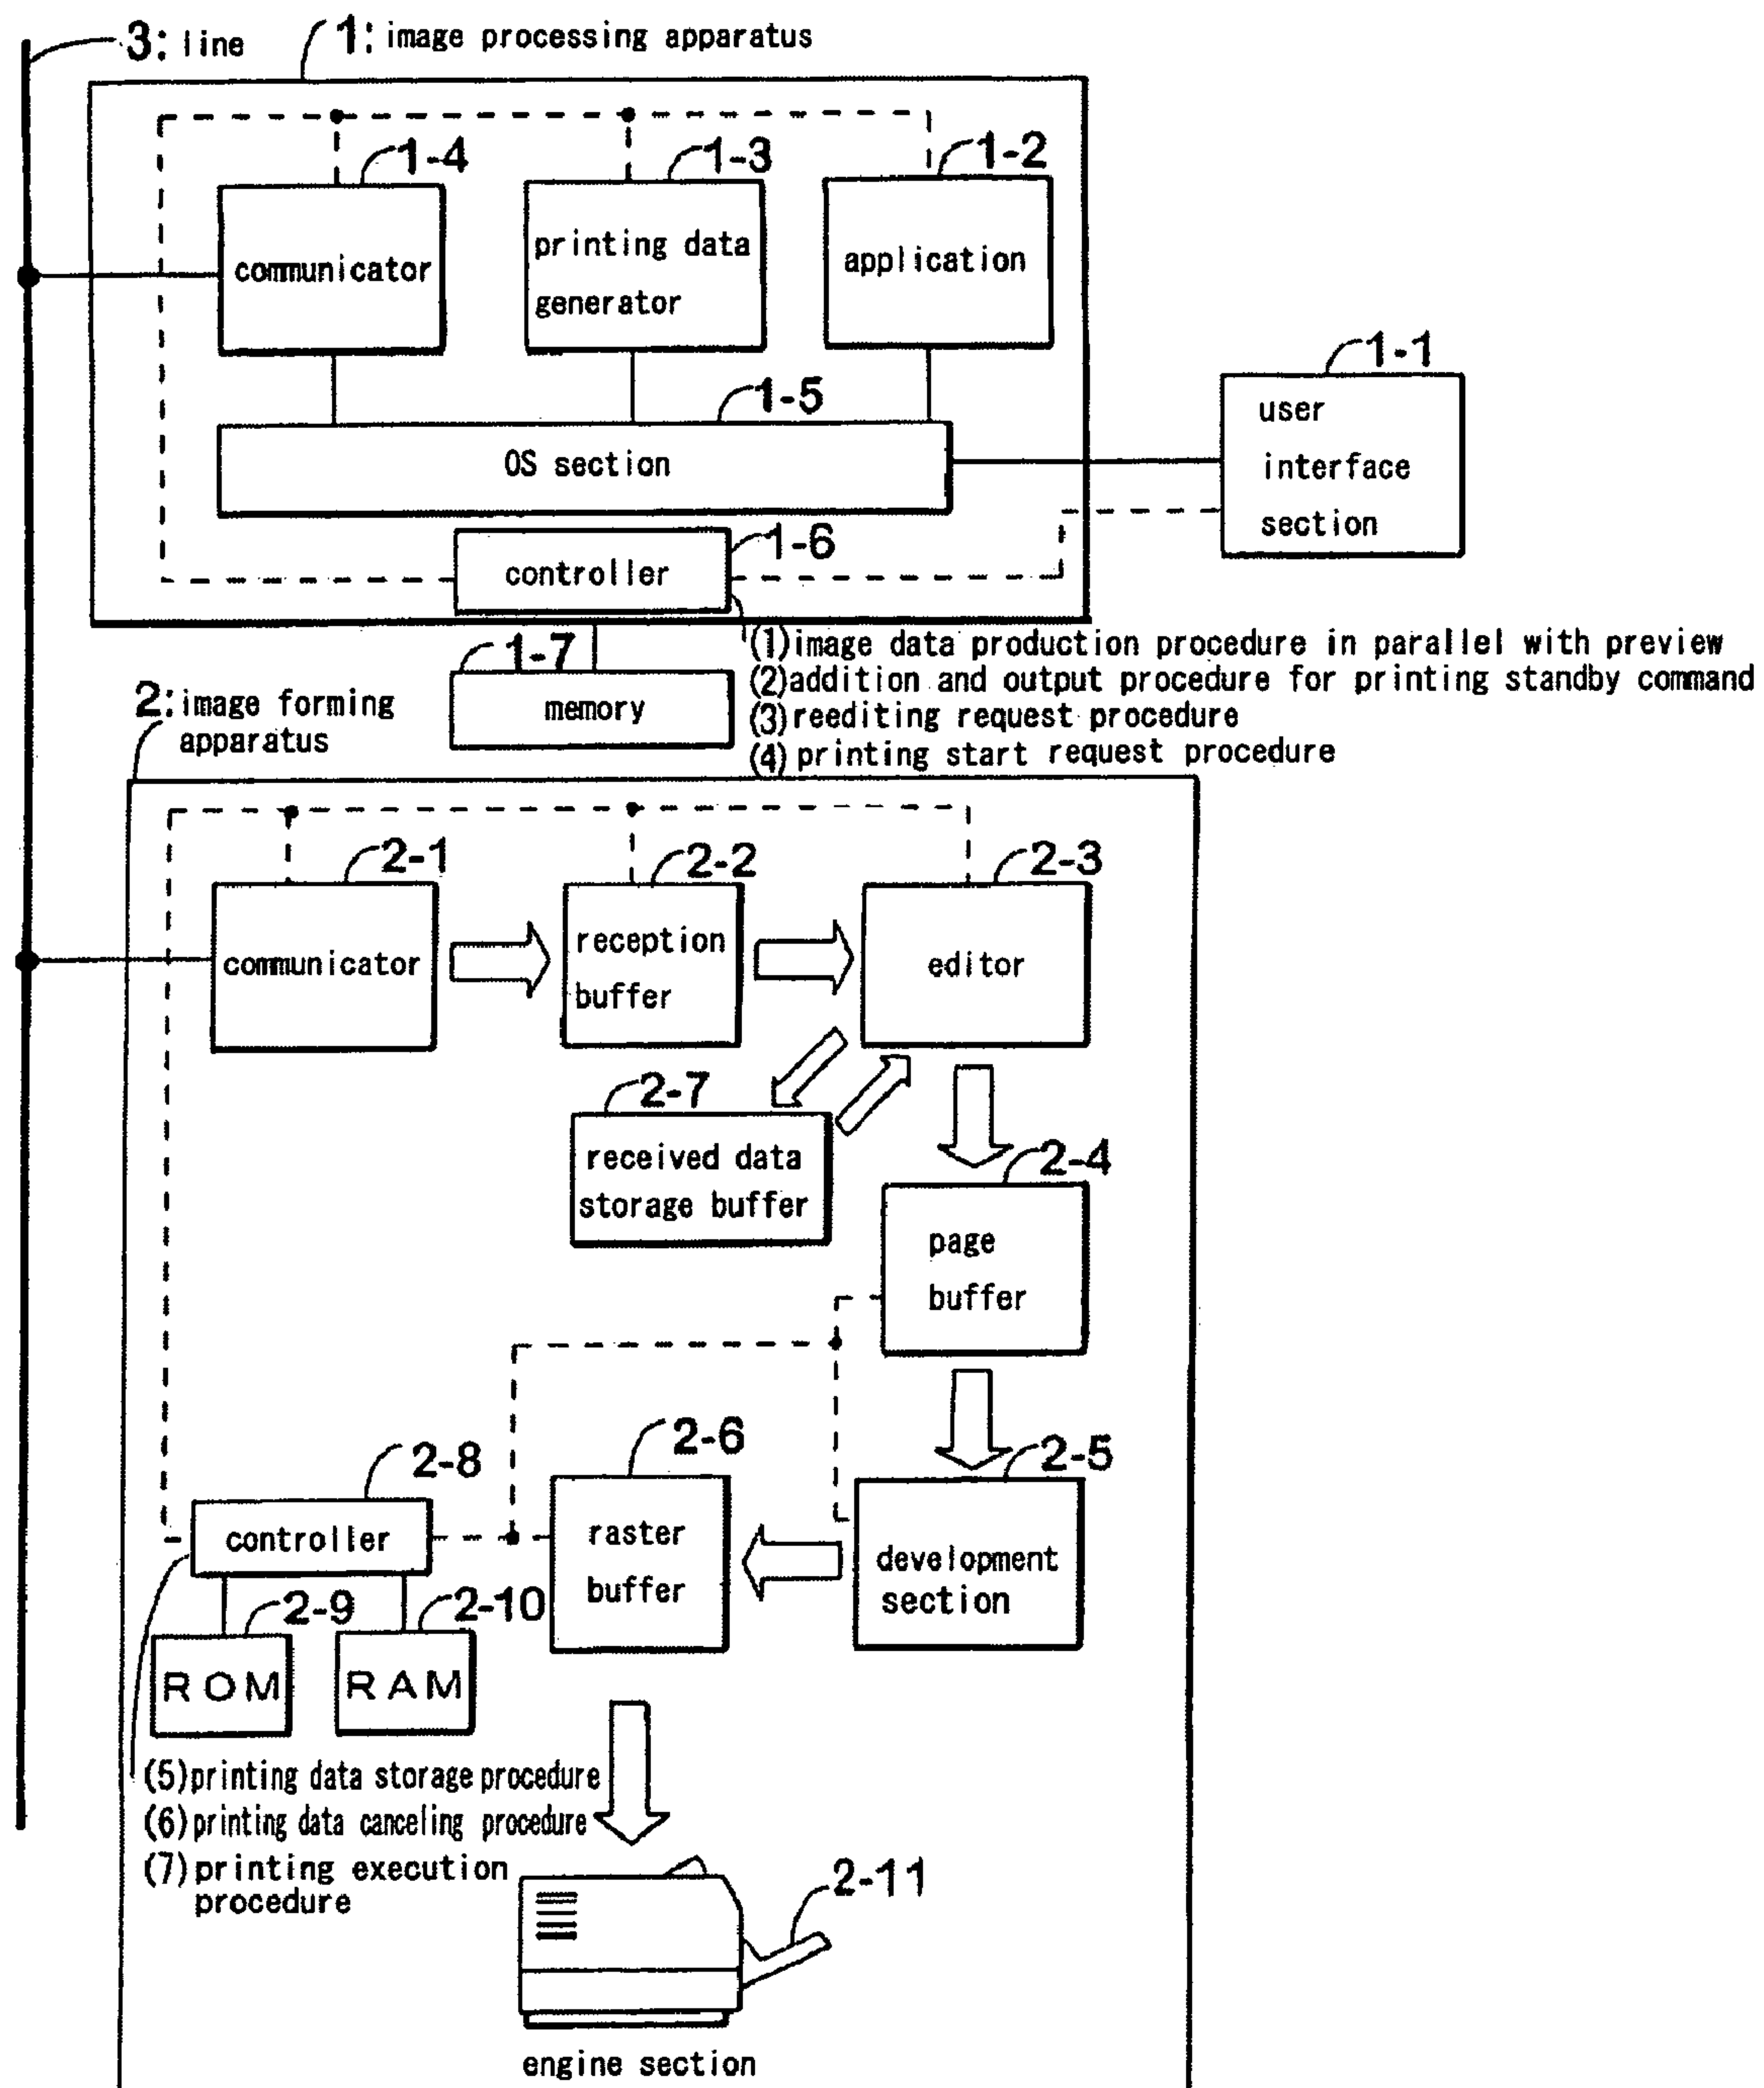 3: line
1: image processing apparatus
1-4
1-3
1-2
communicator
printing data
generator
application
1-1
user
interface
section
1-5
OS section
1-6
controller
(1)image data production procedure in parallel with preview
(2)addition and output procedure for printing standby command
(3)reediting request procedure
(4) printing start request procedure
1-7
memory
2:image forming
apparatus
2-1
2-2
2-3
communicator
reception
buffer
editor
2-7
received data
storage buffer
2-4
page
buffer
2-8
2-6
2-5
controller
raster
buffer
development
section
2-9
2-10
ROM
RAM
(5)printing data storage procedure
(6)printing data canceling procedure
(7)printing execution
procedure
2-11
engine section